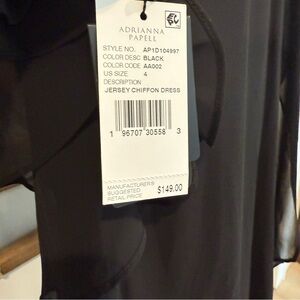 ADRIANNA
PAPELL
STYLE NO. AP1D104997
COLOR DESC BLACK
COLOR CODE AA002
US SIZE 4
DESCRIPTION
JERSEY CHIFFON DRESS
1 96707 30558 3
MANUFACTURERS
SUGGESTED
RETAIL PRICE
$149.00